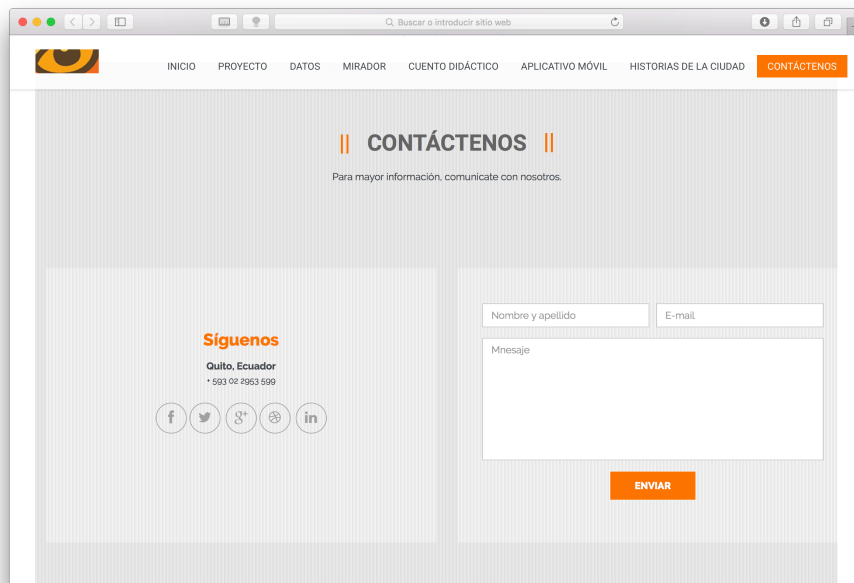 Buscar o introducir sitio web
INICIO PROYECTO DATOS MIRADOR CUENTO DIDÁCTICO APLICATIVO MÓVIL HISTORIAS DE LA CIUDAD CONTÁCTENOS
|| CONTÁCTENOS ||
Para mayor información, comunícate con nosotros.
Síguenos
Quito, Ecuador
+ 593 02 2953 599
Nombre y apellido E-mail
Mnesaje
ENVIAR